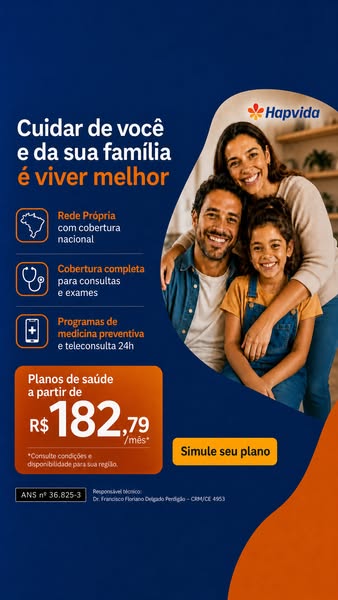 Hapvida
Cuidar de você
e da sua família
é viver melhor
Rede Própria
com cobertura
nacional
Cobertura completa
para consultas
e exames
Programas de
medicina preventiva
e teleconsulta 24h
Planos de saúde
a partir de
R$ 182,79
/mês*
*Consulte condições e
disponibilidade para sua região.
Simule seu plano
ANS nº 36.825-3
Responsável técnico:
Dr. Francisco Floriano Delgado Perdigão – CRM/CE 4953